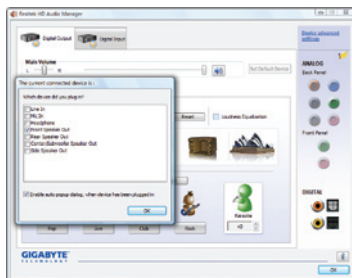 Realtek HD Audio Manager
Digital Output
Digital Input
Device advanced
settings
Main Volume
L
R
Set Default Device
ANALOG
Back Panel
The current connected device is :
Which device did you plug in?
Line In
Mic In
Headphone
Front Speaker Out
Rear Speaker Out
Center/Subwoofer Speaker Out
Side Speaker Out
Reset
Loudness Equalization
Front Panel
Enable auto popup dialog, when device has been plugged in
OK
Karaoke
+0
Pop
Live
Club
Rock
DIGITAL
GIGABYTE
TECHNOLOGY
OK